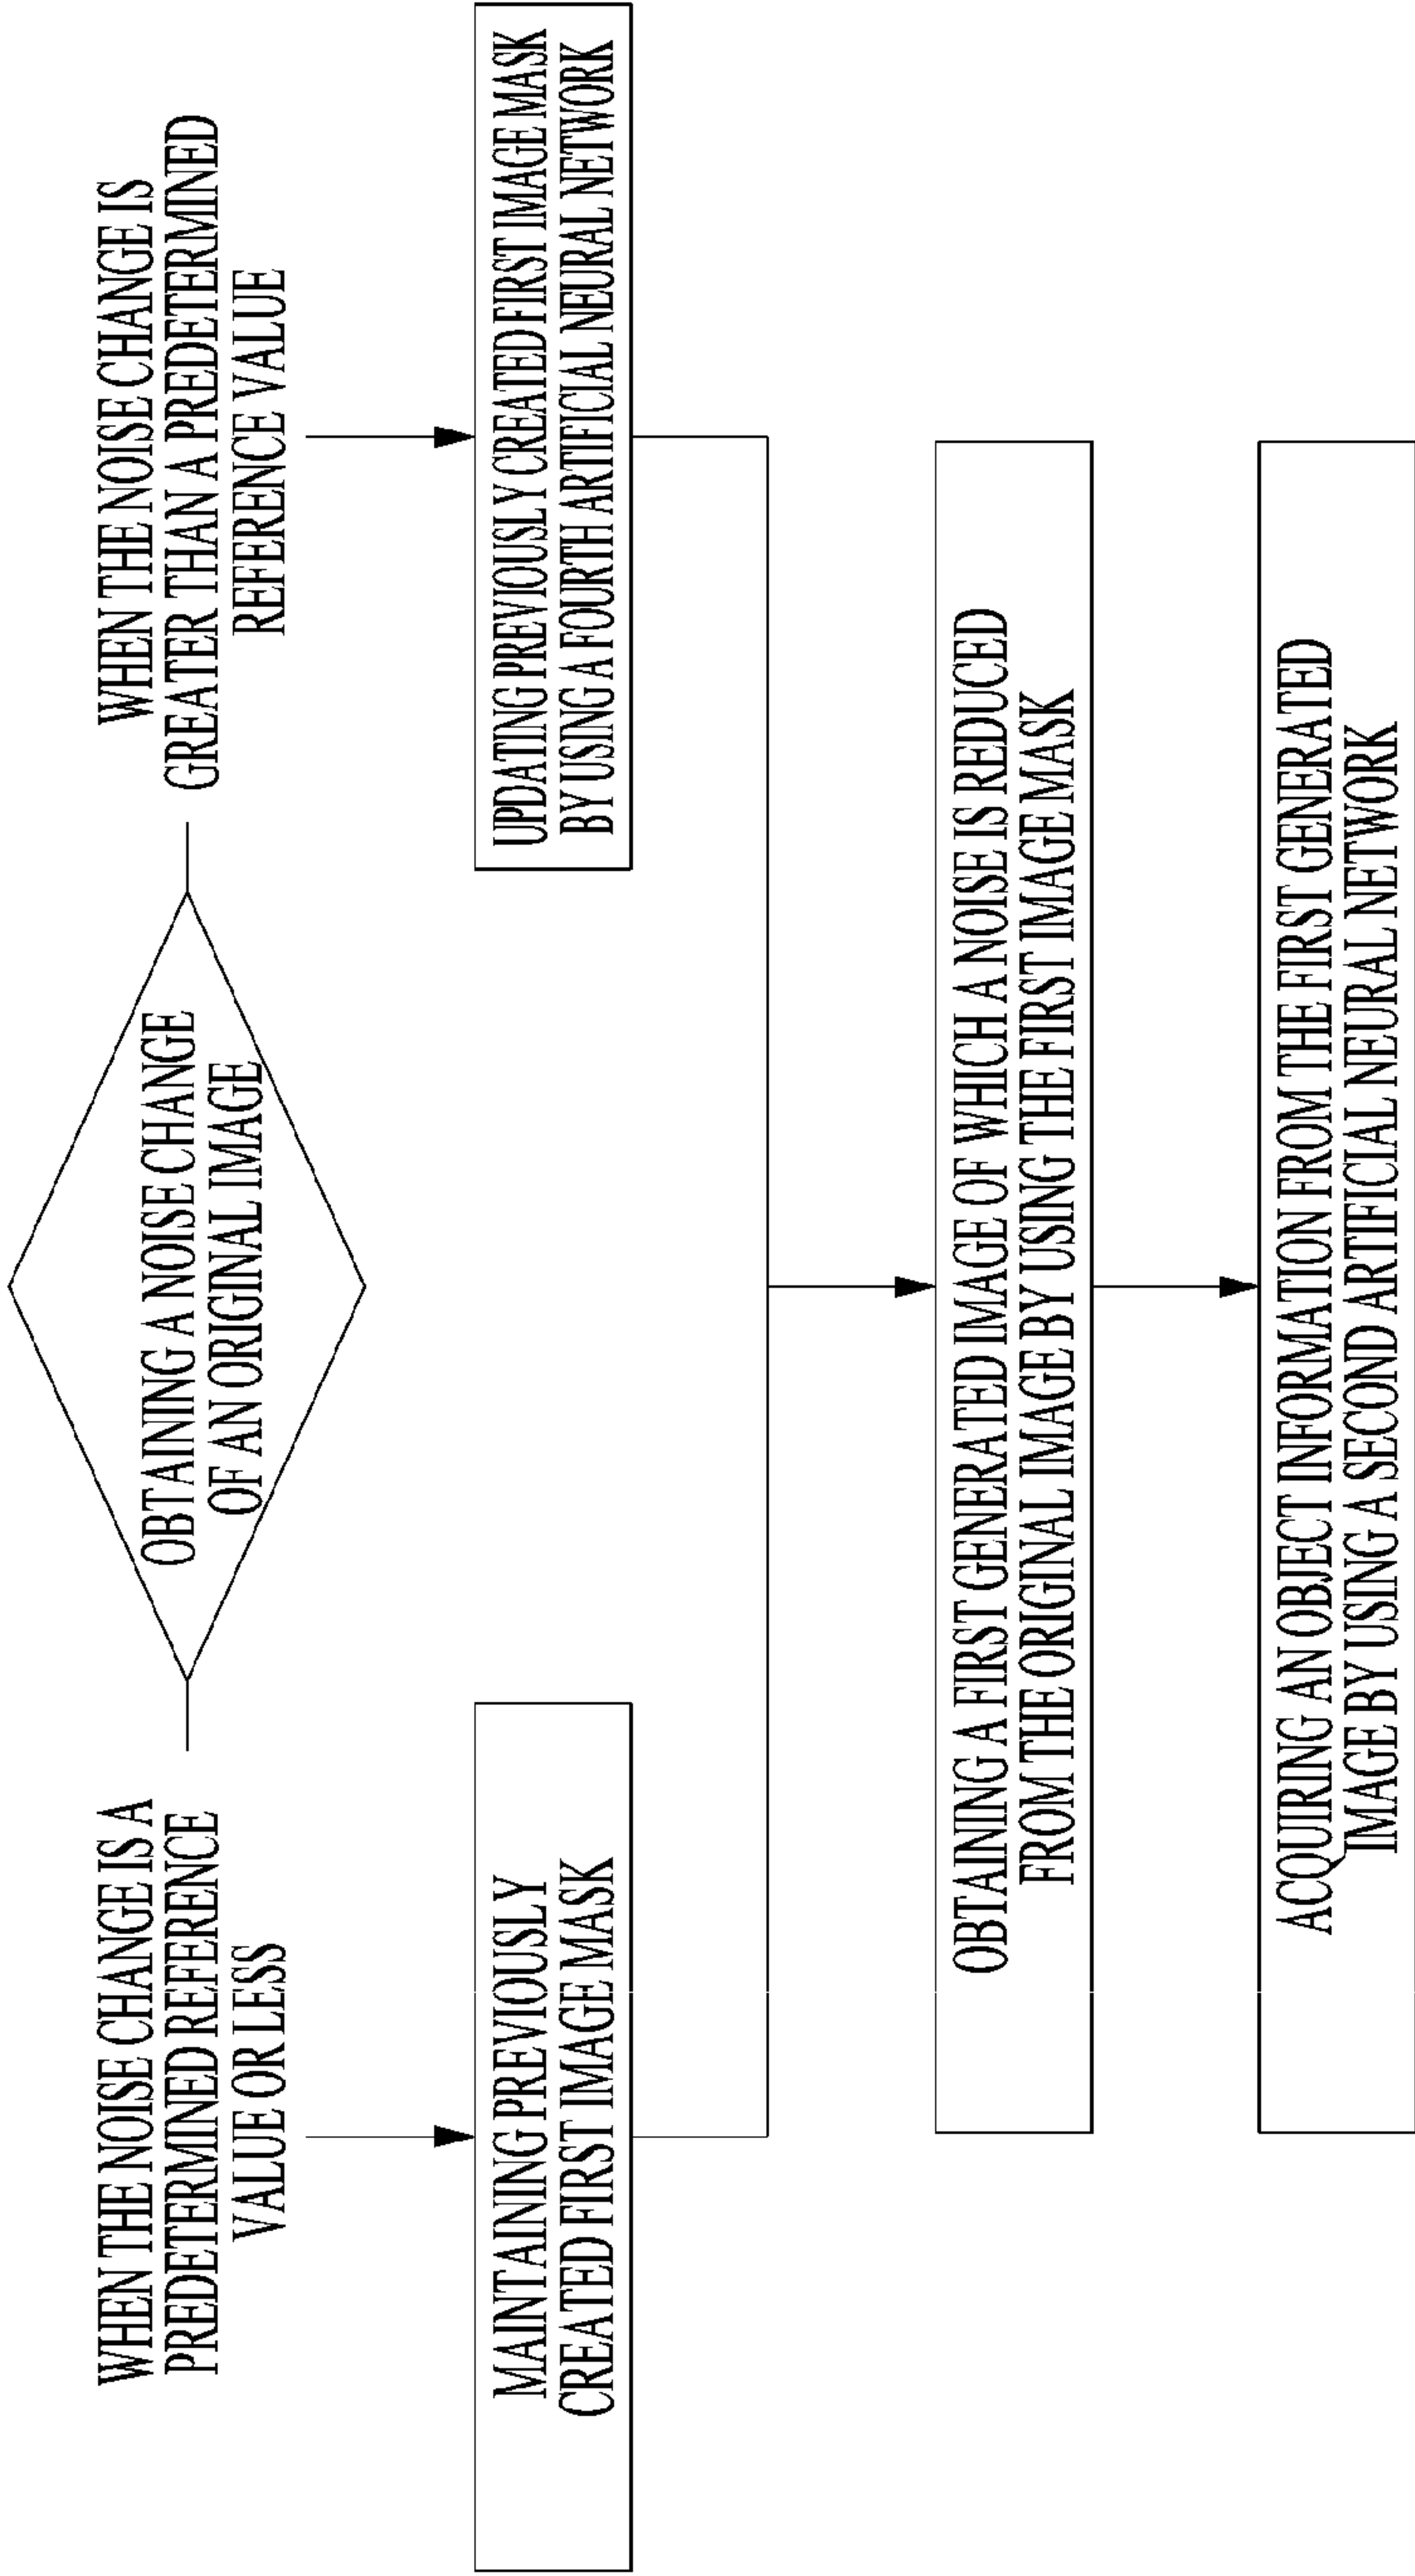 OBTAINING A NOISE CHANGE
OF AN ORIGINAL IMAGE
WHEN THE NOISE CHANGE IS A
PREDETERMINED REFERENCE
VALUE OR LESS
WHEN THE NOISE CHANGE IS
GREATER THAN A PREDETERMINED
REFERENCE VALUE
MAINTAINING PREVIOUSLY
CREATED FIRST IMAGE MASK
UPDATING PREVIOUSLY CREATED FIRST IMAGE MASK
BY USING A FOURTH ARTIFICIAL NEURAL NETWORK
OBTAINING A FIRST GENERATED IMAGE OF WHICH A NOISE IS REDUCED
FROM THE ORIGINAL IMAGE BY USING THE FIRST IMAGE MASK
ACQUIRING AN OBJECT INFORMATION FROM THE FIRST GENERATED
IMAGE BY USING A SECOND ARTIFICIAL NEURAL NETWORK